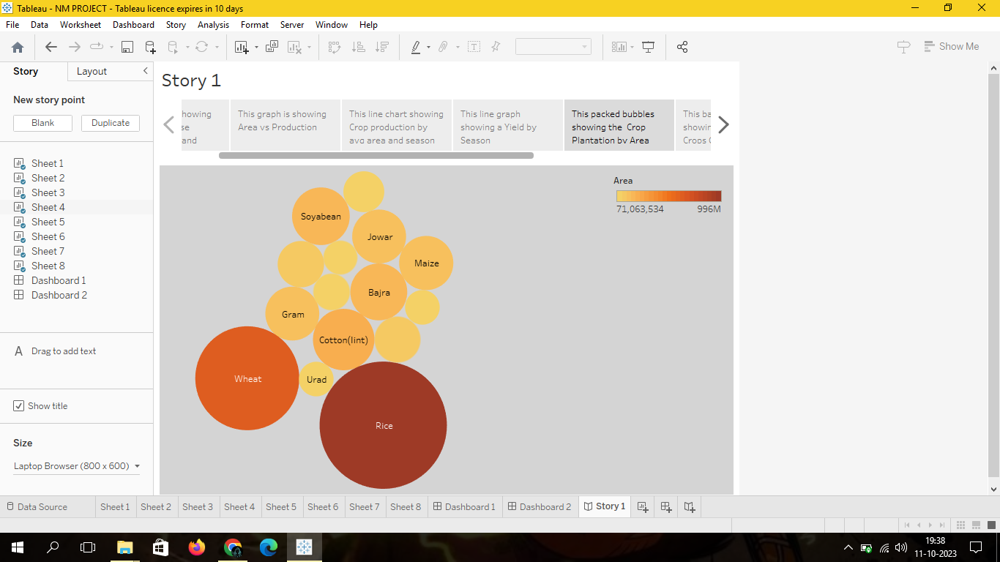 Tableau - NM PROJECT - Tableau licence expires in 10 days
File Data Worksheet Dashboard Story Analysis Format Server Window Help
Show Me
Story Layout
New story point
Blank Duplicate
Sheet 1
Sheet 2
Sheet 3
Sheet 4
Sheet 5
Sheet 6
Sheet 7
Sheet 8
Dashboard 1
Dashboard 2
A Drag to add text
Show title
Size
Laptop Browser (800 x 600)
Story 1
howing
se
and
This graph is showing
Area vs Production
This line chart showing
Crop production by
avg area and season
This line graph
showing a Yield by
Season
This packed bubbles
showing the Crop
Plantation by Area
This ba
showin
Crops
Area
71,063,534 996M
Soyabean
Jowar
Maize
Bajra
Gram
Cotton(lint)
Wheat
Urad
Rice
Data Source Sheet 1 Sheet 2 Sheet 3 Sheet 4 Sheet 5 Sheet 6 Sheet 7 Sheet 8 Dashboard 1 Dashboard 2 Story 1
19:38
11-10-2023